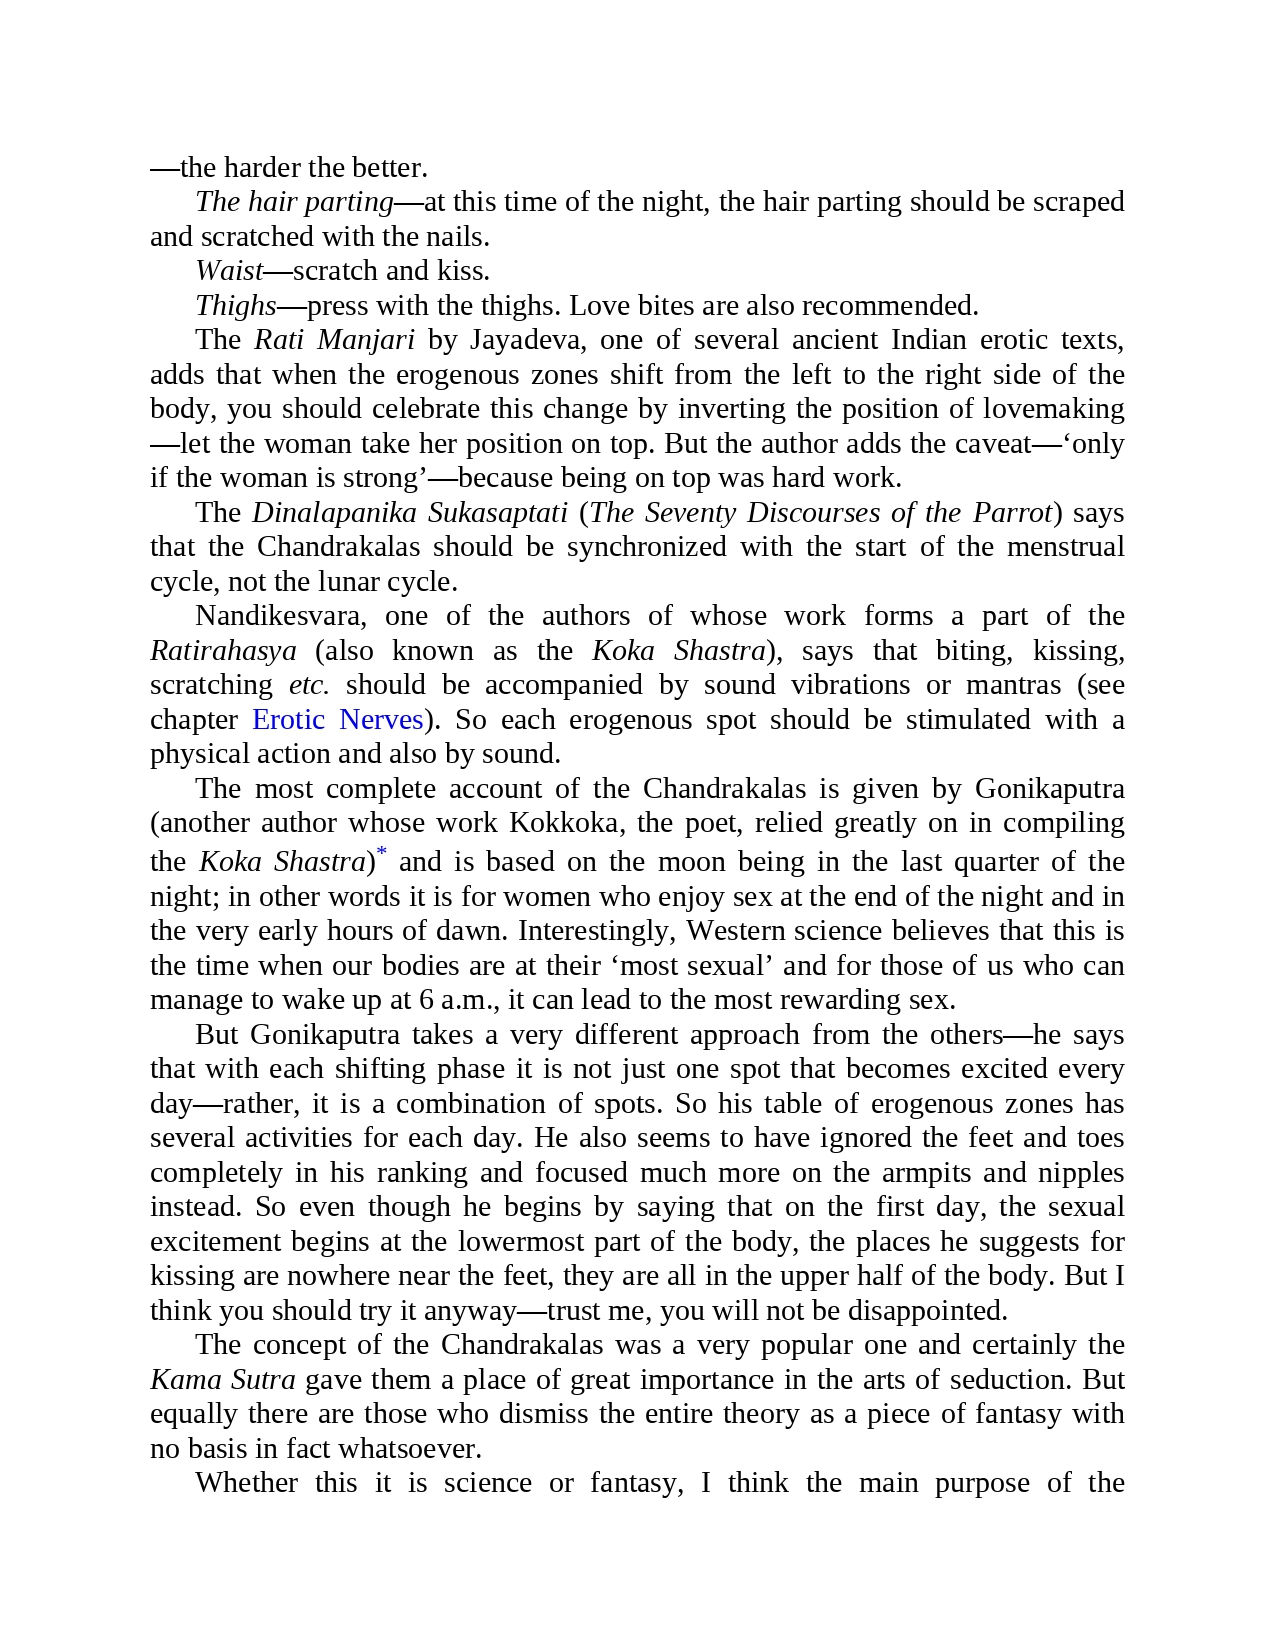 —the harder the better.
The hair parting—at this time of the night, the hair parting should be scraped
and scratched with the nails.
Waist—scratch and kiss.
Thighs—press with the thighs. Love bites are also recommended.
The Rati Manjari by Jayadeva, one of several ancient Indian erotic texts,
adds that when the erogenous zones shift from the left to the right side of the
body, you should celebrate this change by inverting the position of lovemaking
—let the woman take her position on top. But the author adds the caveat—‘only
if the woman is strong’—because being on top was hard work.
The Dinalapanika Sukasaptati (The Seventy Discourses of the Parrot) says
that the Chandrakalas should be synchronized with the start of the menstrual
cycle, not the lunar cycle.
Nandikesvara, one of the authors of whose work forms a part of the
Ratirahasya (also known as the Koka Shastra), says that biting, kissing,
scratching etc. should be accompanied by sound vibrations or mantras (see
chapter Erotic Nerves). So each erogenous spot should be stimulated with a
physical action and also by sound.
The most complete account of the Chandrakalas is given by Gonikaputra
(another author whose work Kokkoka, the poet, relied greatly on in compiling
the Koka Shastra)* and is based on the moon being in the last quarter of the
night; in other words it is for women who enjoy sex at the end of the night and in
the very early hours of dawn. Interestingly, Western science believes that this is
the time when our bodies are at their ‘most sexual’ and for those of us who can
manage to wake up at 6 a.m., it can lead to the most rewarding sex.
But Gonikaputra takes a very different approach from the others—he says
that with each shifting phase it is not just one spot that becomes excited every
day—rather, it is a combination of spots. So his table of erogenous zones has
several activities for each day. He also seems to have ignored the feet and toes
completely in his ranking and focused much more on the armpits and nipples
instead. So even though he begins by saying that on the first day, the sexual
excitement begins at the lowermost part of the body, the places he suggests for
kissing are nowhere near the feet, they are all in the upper half of the body. But I
think you should try it anyway—trust me, you will not be disappointed.
The concept of the Chandrakalas was a very popular one and certainly the
Kama Sutra gave them a place of great importance in the arts of seduction. But
equally there are those who dismiss the entire theory as a piece of fantasy with
no basis in fact whatsoever.
Whether this it is science or fantasy, I think the main purpose of the